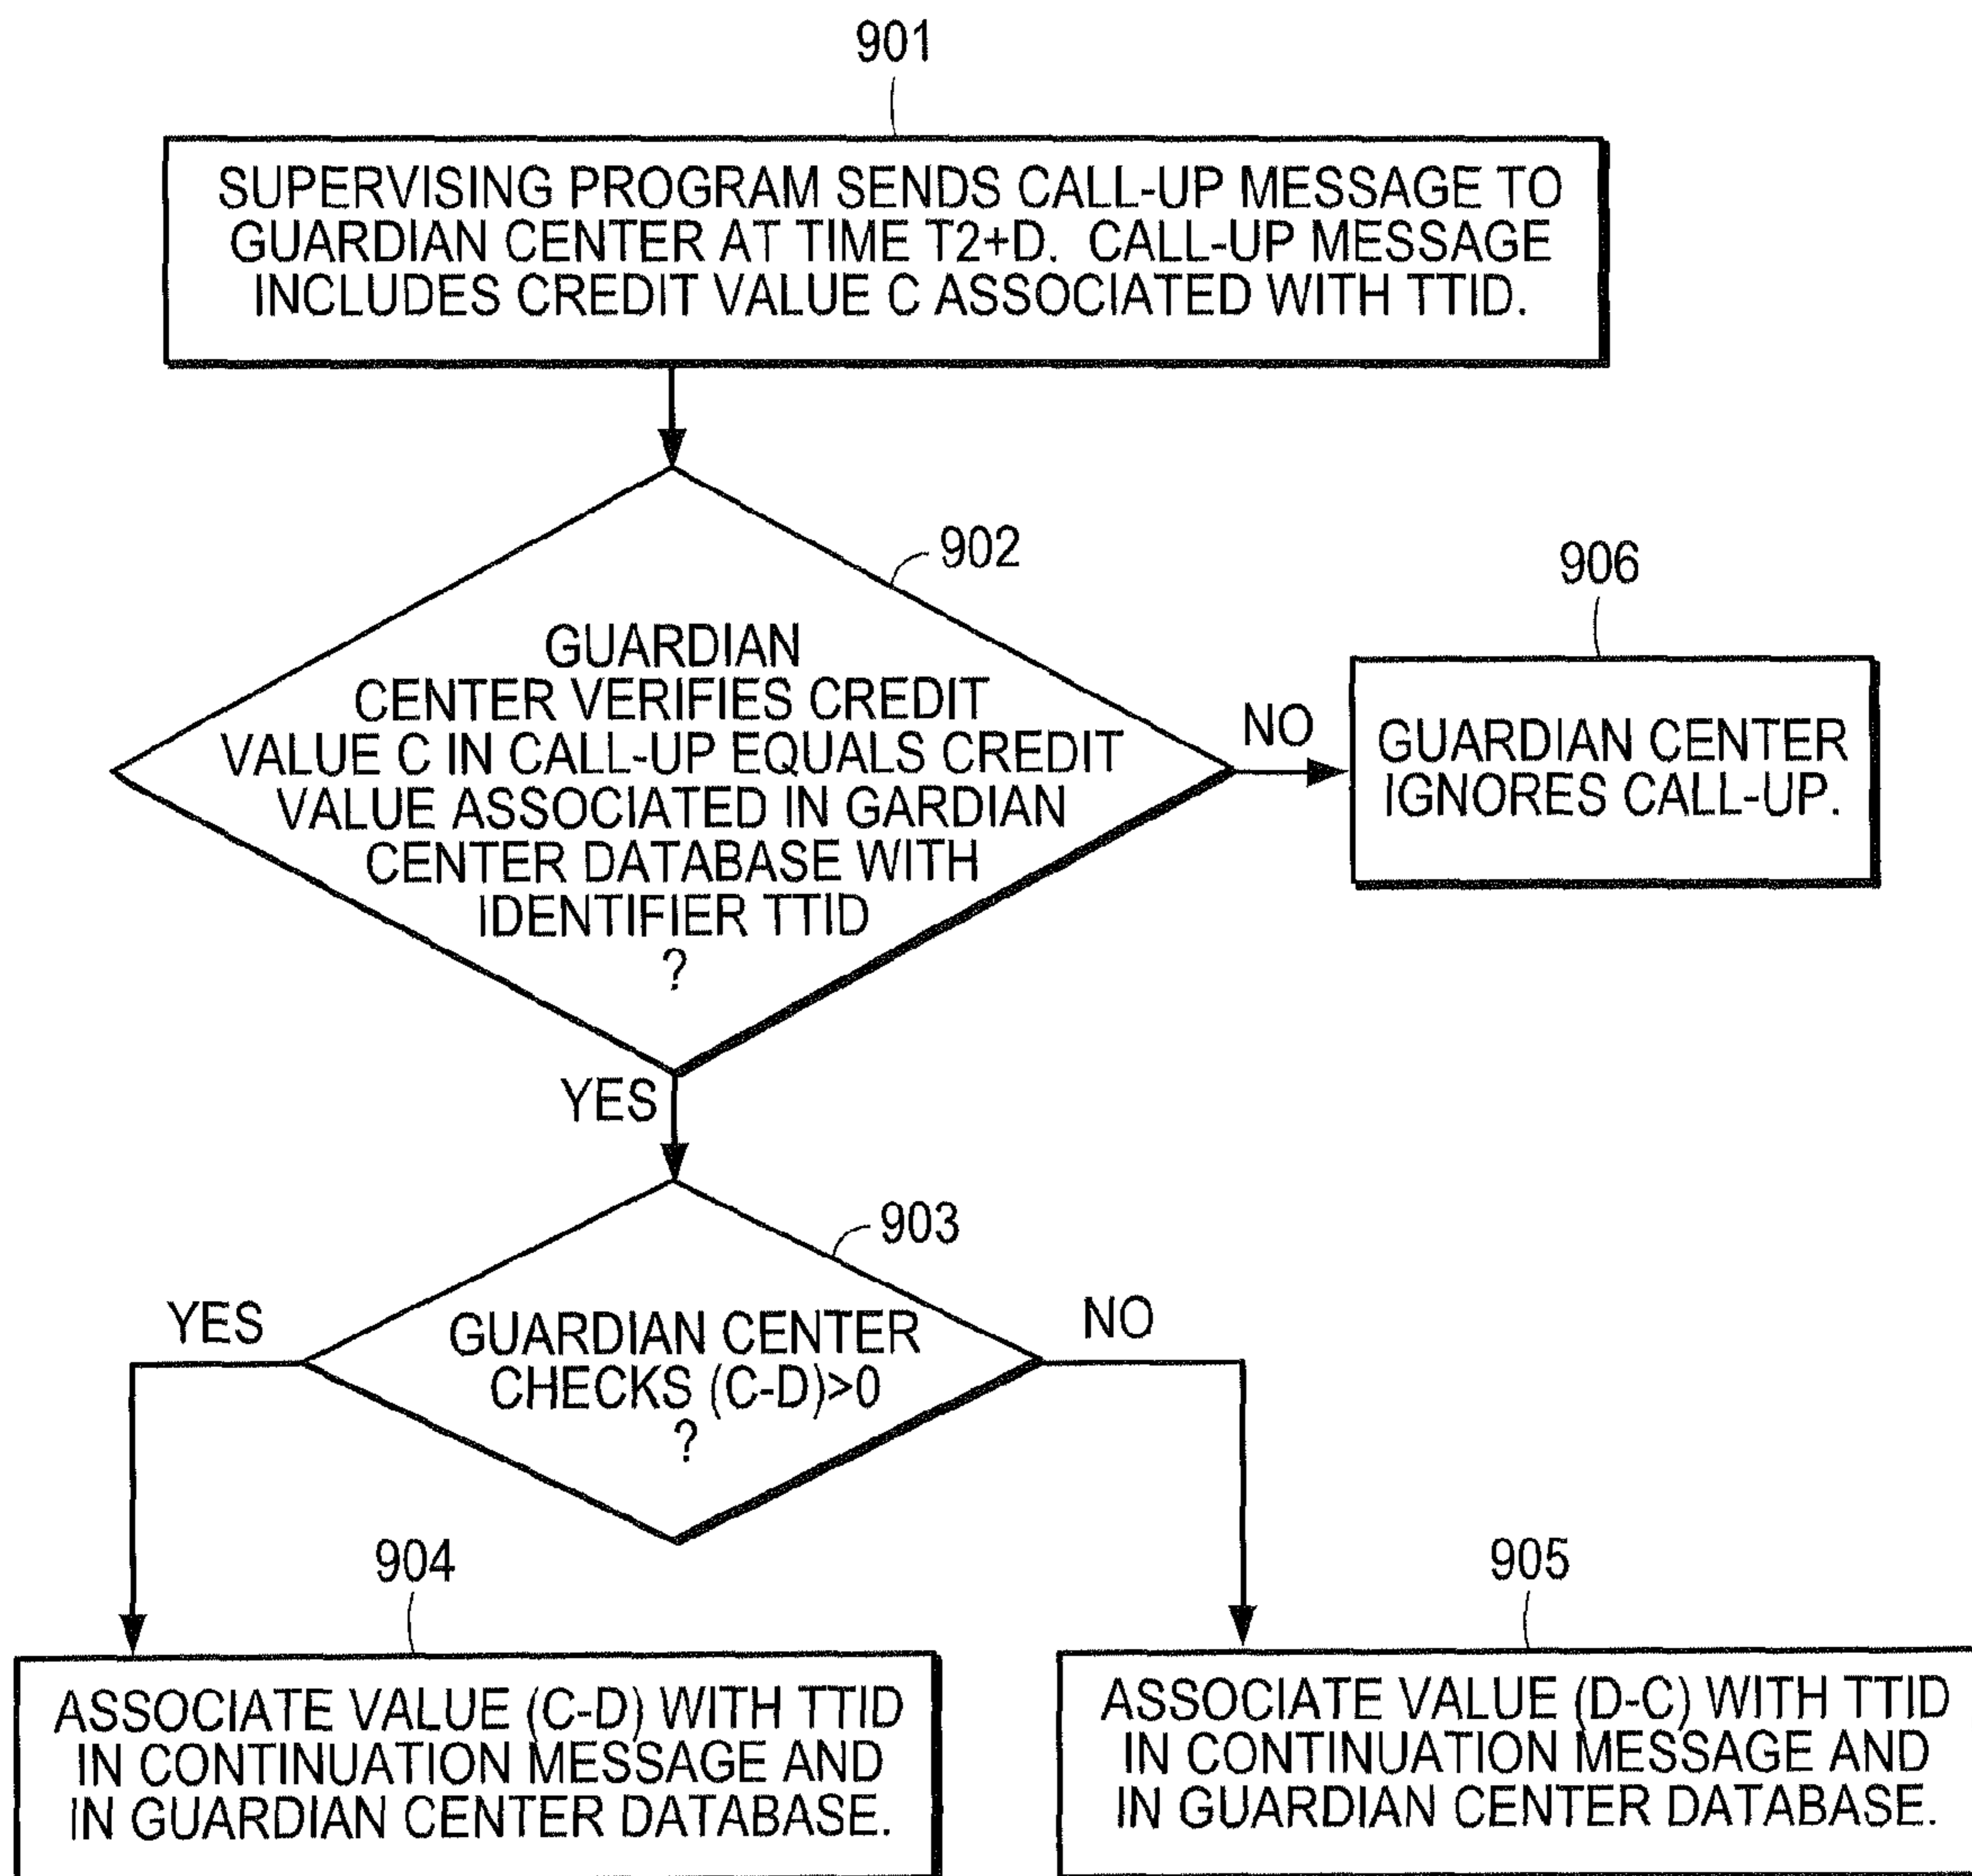 901
SUPERVISING PROGRAM SENDS CALL-UP MESSAGE TO
GUARDIAN CENTER AT TIME T2+D. CALL-UP MESSAGE
INCLUDES CREDIT VALUE C ASSOCIATED WITH TTID.
902
GUARDIAN
CENTER VERIFIES CREDIT
VALUE C IN CALL-UP EQUALS CREDIT
VALUE ASSOCIATED IN GARDIAN
CENTER DATABASE WITH
IDENTIFIER TTID
?
NO
906
GUARDIAN CENTER
IGNORES CALL-UP.
YES
903
GUARDIAN CENTER
CHECKS (C-D)>0
?
YES
NO
904
ASSOCIATE VALUE (C-D) WITH TTID
IN CONTINUATION MESSAGE AND
IN GUARDIAN CENTER DATABASE.
905
ASSOCIATE VALUE (D-C) WITH TTID
IN CONTINUATION MESSAGE AND
IN GUARDIAN CENTER DATABASE.